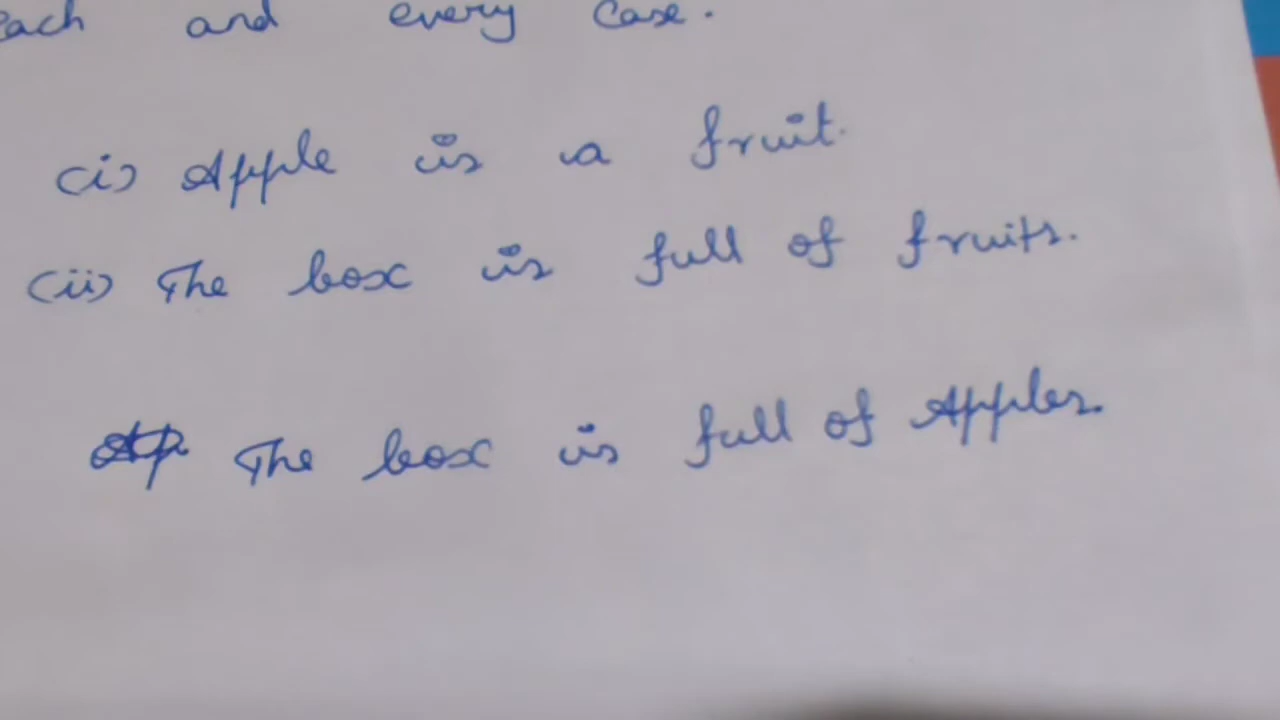 each and every case.
(i) Apple is a fruit.
(ii) The box is full of fruits.
The box is full of Apples.